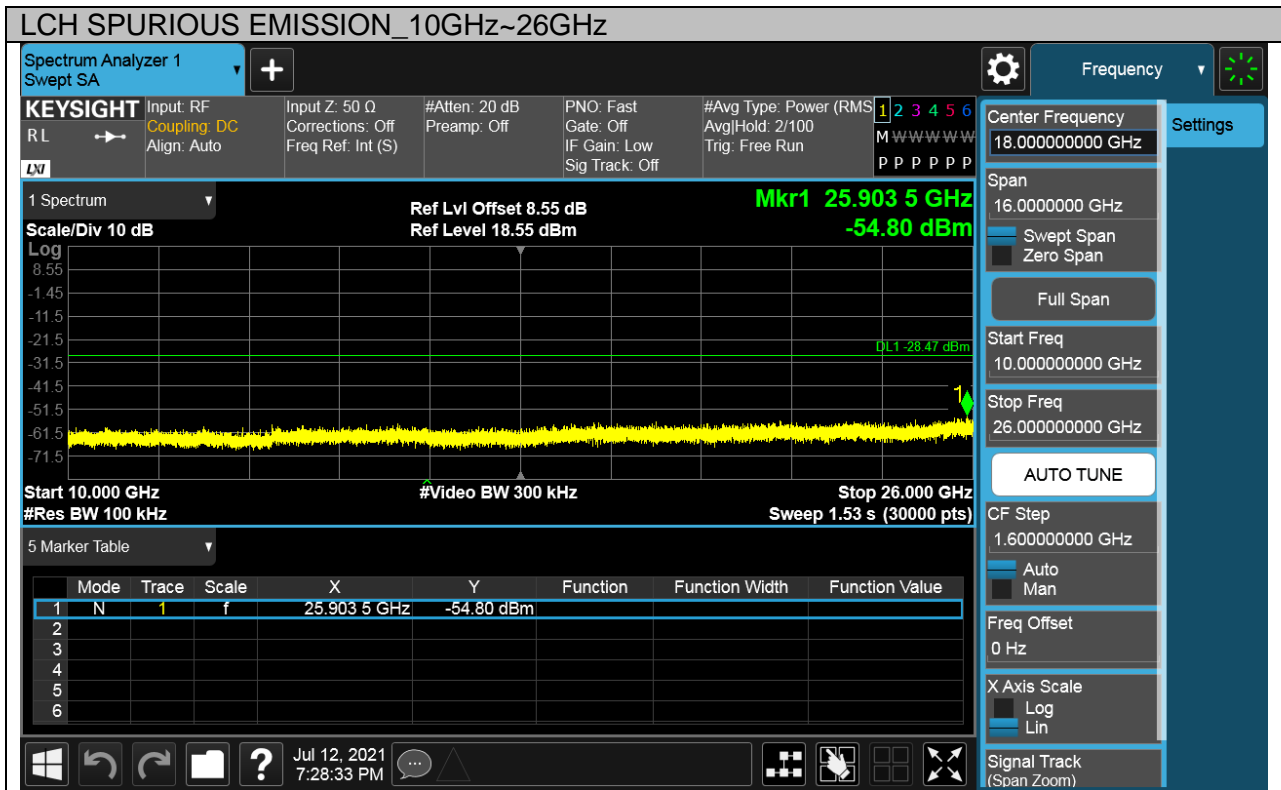 LCH SPURIOUS EMISSION_10GHz~26GHz
Spectrum Analyzer 1
Swept SA
+
Frequency
KEYSIGHT
RL
LXI
Input: RF
Coupling: DC
Align: Auto
Input Z: 50 Ω
Corrections: Off
Freq Ref: Int (S)
#Atten: 20 dB
Preamp: Off
PNO: Fast
Gate: Off
IF Gain: Low
Sig Track: Off
#Avg Type: Power (RMS
Avg|Hold: 2/100
Trig: Free Run
1 2 3 4 5 6
M W W W W W
P P P P P P
1 Spectrum
Scale/Div 10 dB
Ref Lvl Offset 8.55 dB
Ref Level 18.55 dBm
Mkr1 25.903 5 GHz
-54.80 dBm
Log
8.55
-1.45
-11.5
-21.5
-31.5
-41.5
-51.5
-61.5
-71.5
DL1 -28.47 dBm
1
Start 10.000 GHz
#Video BW 300 kHz
Stop 26.000 GHz
#Res BW 100 kHz
Sweep 1.53 s (30000 pts)
5 Marker Table
Mode Trace Scale X Y Function Function Width Function Value
1 N 1 f 25.903 5 GHz -54.80 dBm
2
3
4
5
6
Center Frequency
18.000000000 GHz
Settings
Span
16.0000000 GHz
Swept Span
Zero Span
Full Span
Start Freq
10.000000000 GHz
Stop Freq
26.000000000 GHz
AUTO TUNE
CF Step
1.600000000 GHz
Auto
Man
Freq Offset
0 Hz
X Axis Scale
Log
Lin
Signal Track
(Span Zoom)
?
Jul 12, 2021
7:28:33 PM